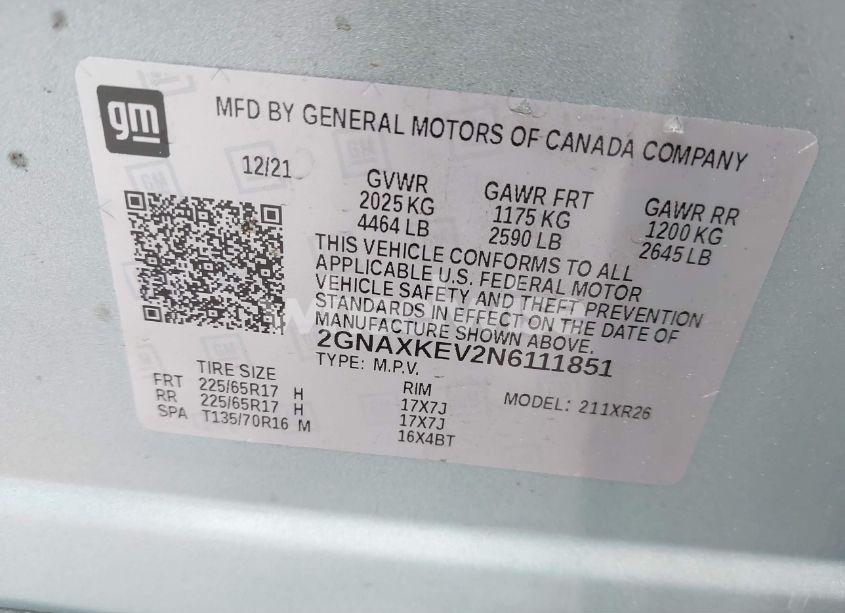 gm
MFD BY GENERAL MOTORS OF CANADA COMPANY
12/21
GVWR
2025 KG
4464 LB
GAWR FRT
1175 KG
2590 LB
GAWR RR
1200 KG
2645 LB
THIS VEHICLE CONFORMS TO ALL
APPLICABLE U.S. FEDERAL MOTOR
VEHICLE SAFETY AND THEFT PREVENTION
STANDARDS IN EFFECT ON THE DATE OF
MANUFACTURE SHOWN ABOVE.
2GNAXKEV2N6111851
TYPE: M.P.V.
MODEL: 211XR26
TIRE SIZE RIM
FRT 225/65R17 H 17X7J
RR 225/65R17 H 17X7J
SPA T135/70R16 M 16X4BT